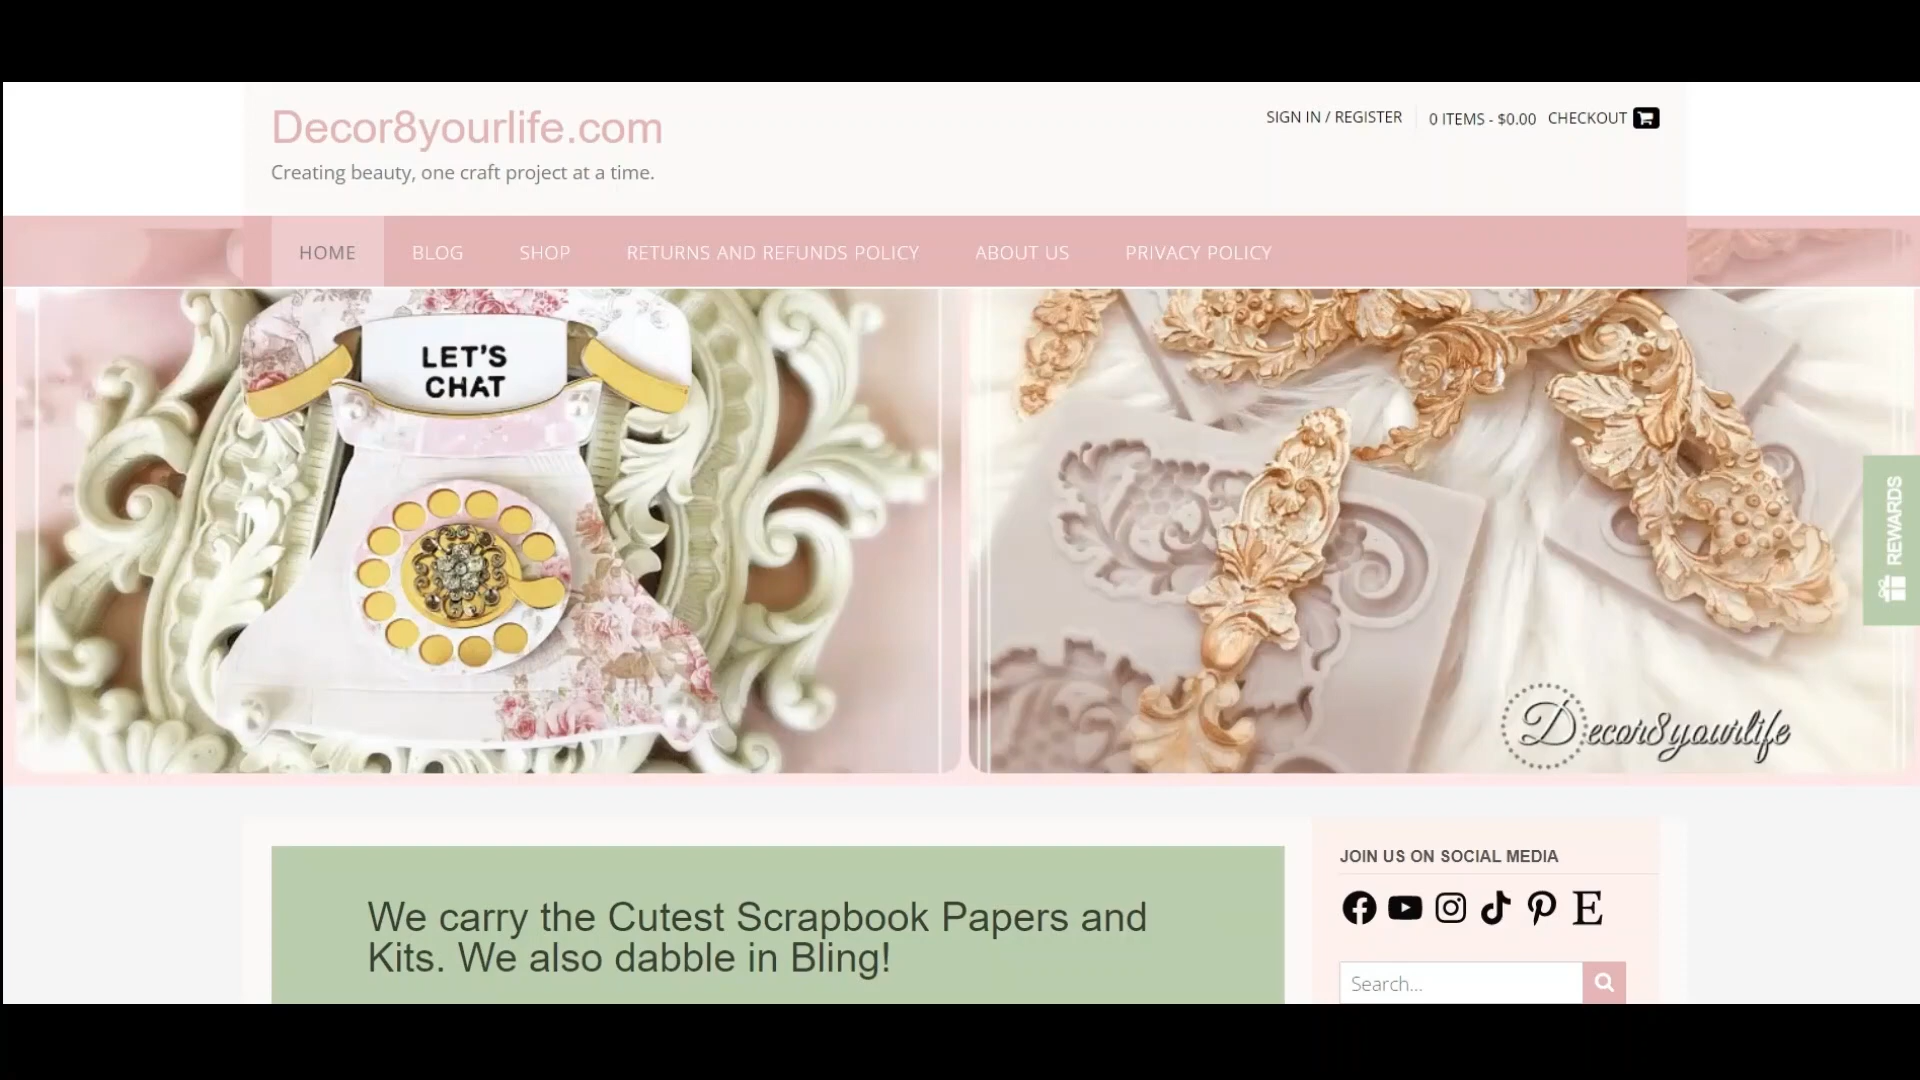 Decor8yourlife.com
Creating beauty, one craft project at a time.
SIGN IN / REGISTER
0 ITEMS - $0.00
CHECKOUT
HOME
BLOG
SHOP
RETURNS AND REFUNDS POLICY
ABOUT US
PRIVACY POLICY
LET'S
CHAT
REWARDS
Decor8yourlife
We carry the Cutest Scrapbook Papers and
Kits. We also dabble in Bling!
JOIN US ON SOCIAL MEDIA
Search...